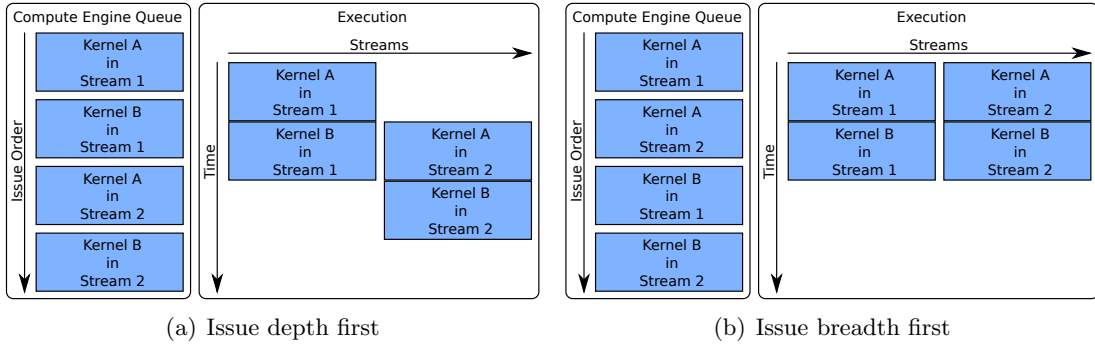 Compute Engine Queue
Issue Order
Kernel A
in
Stream 1
Kernel B
in
Stream 1
Kernel A
in
Stream 2
Kernel B
in
Stream 2
Execution
Streams
Time
Kernel A
in
Stream 1
Kernel B
in
Stream 1
Kernel A
in
Stream 2
Kernel B
in
Stream 2
(a) Issue depth first
Compute Engine Queue
Issue Order
Kernel A
in
Stream 1
Kernel A
in
Stream 2
Kernel B
in
Stream 1
Kernel B
in
Stream 2
Execution
Streams
Time
Kernel A
in
Stream 1
Kernel A
in
Stream 2
Kernel B
in
Stream 1
Kernel B
in
Stream 2
(b) Issue breadth first